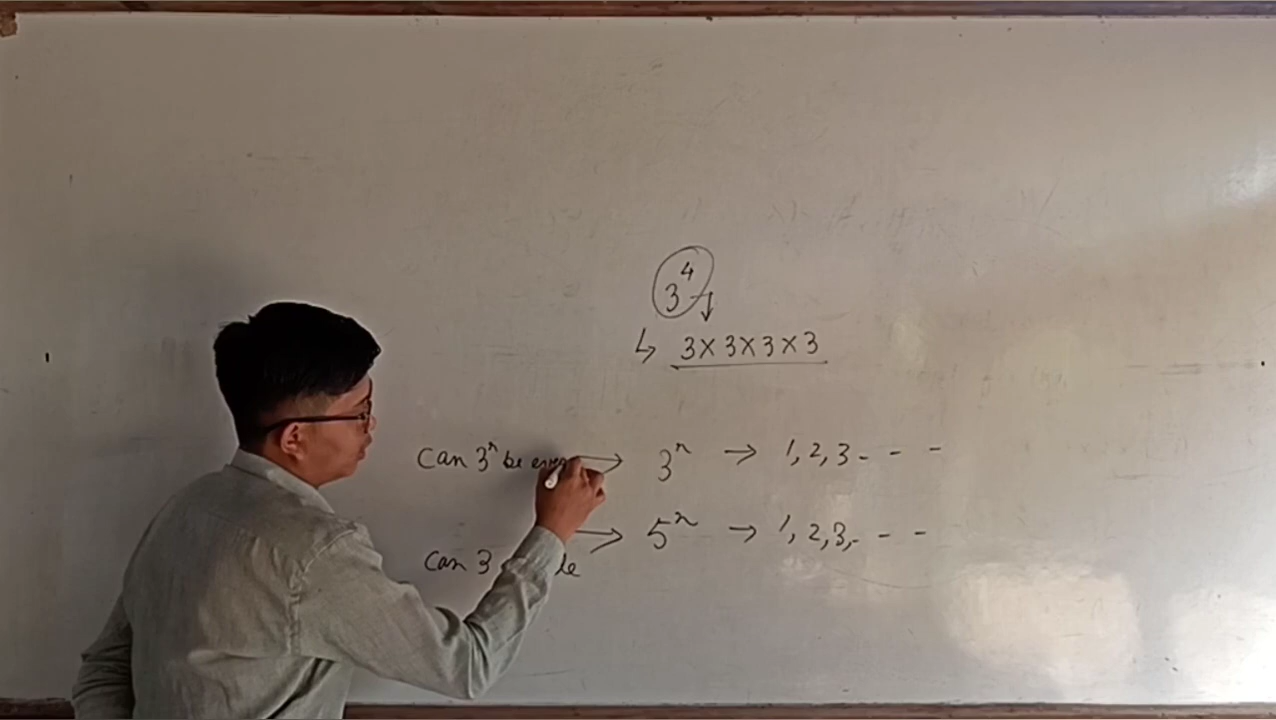 3⁴
↳ 3×3×3×3
Can 3ⁿ be → 3ⁿ → 1, 2, 3 - - -
→ 5ⁿ → 1, 2, 3, - - -
Can 3